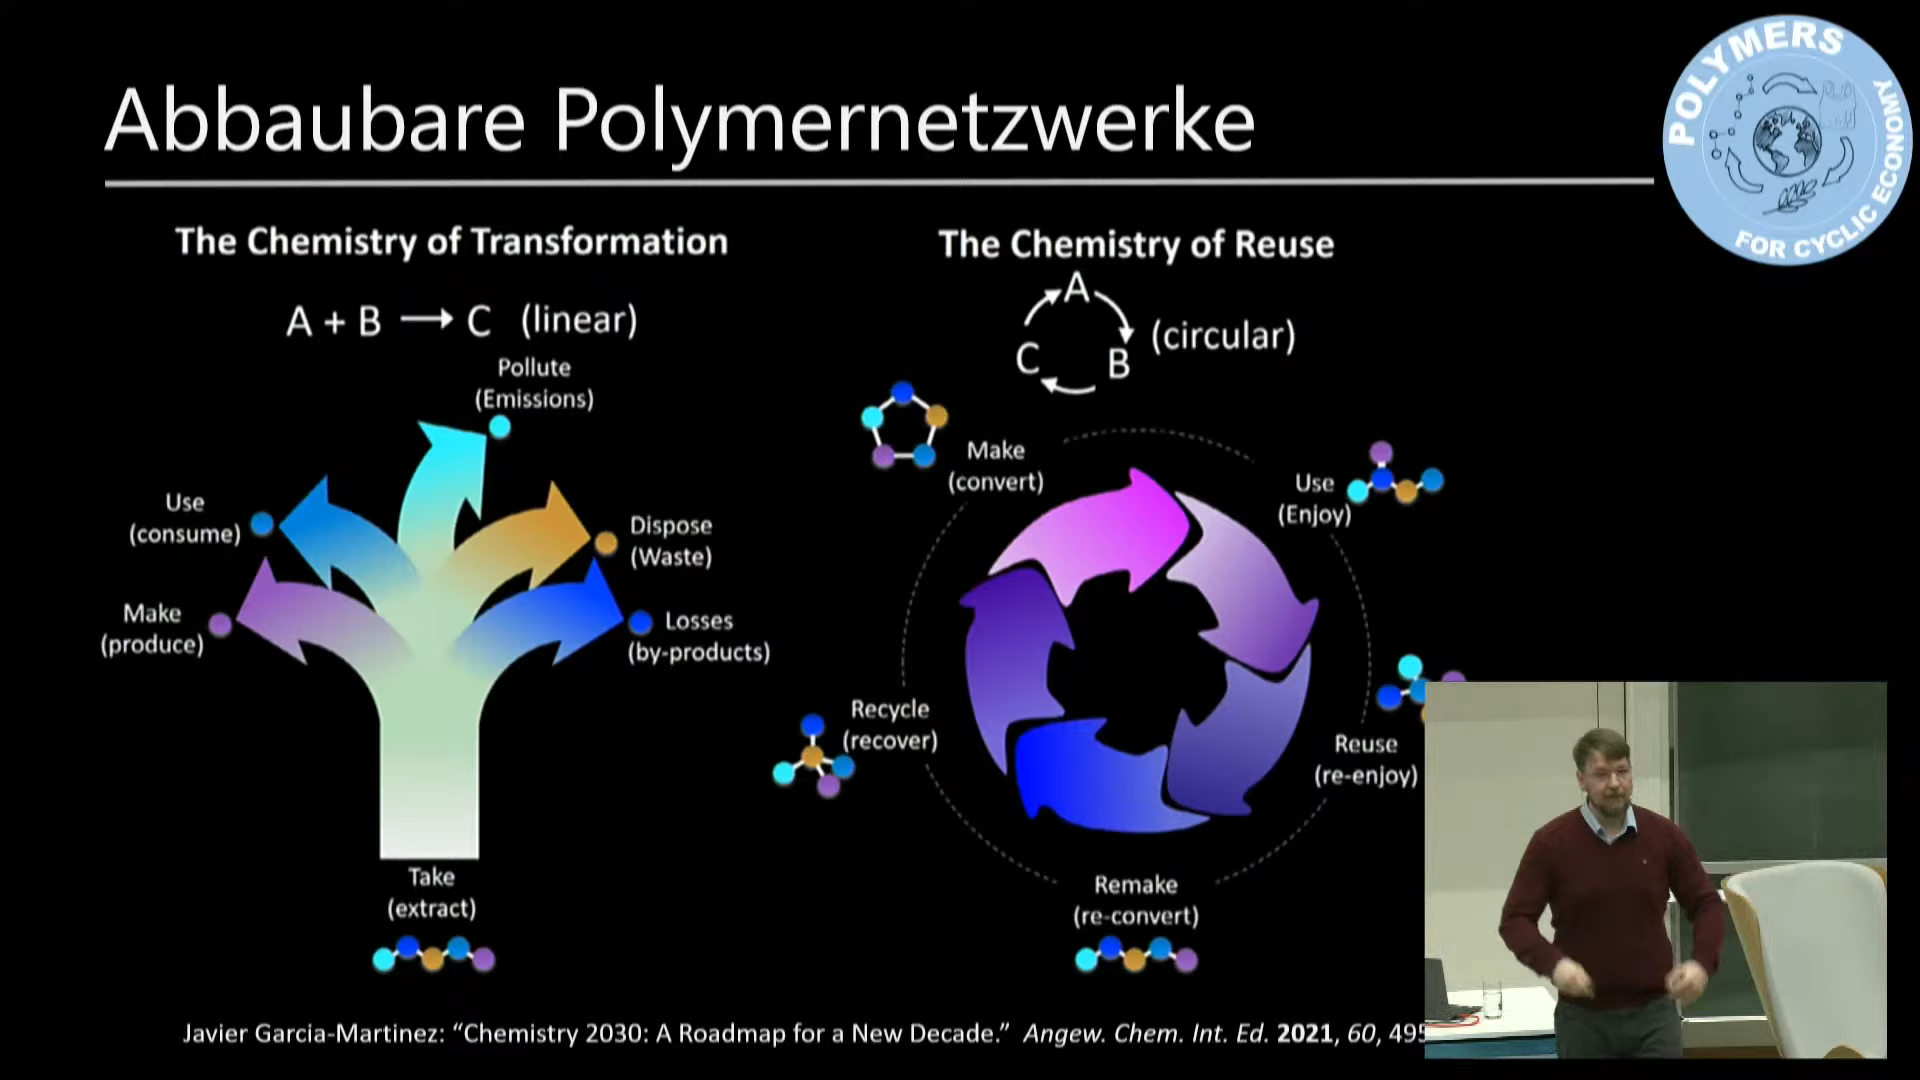 Abbaubare Polymernetzwerke
POLYMERS
FOR CYCLIC ECONOMY
The Chemistry of Transformation
A + B → C (linear)
Pollute
(Emissions)
Use
(consume)
Dispose
(Waste)
Make
(produce)
Losses
(by-products)
Take
(extract)
The Chemistry of Reuse
A
B
C
(circular)
Make
(convert)
Use
(Enjoy)
Recycle
(recover)
Reuse
(re-enjoy)
Remake
(re-convert)
Javier Garcia-Martinez: “Chemistry 2030: A Roadmap for a New Decade.” Angew. Chem. Int. Ed. 2021, 60,